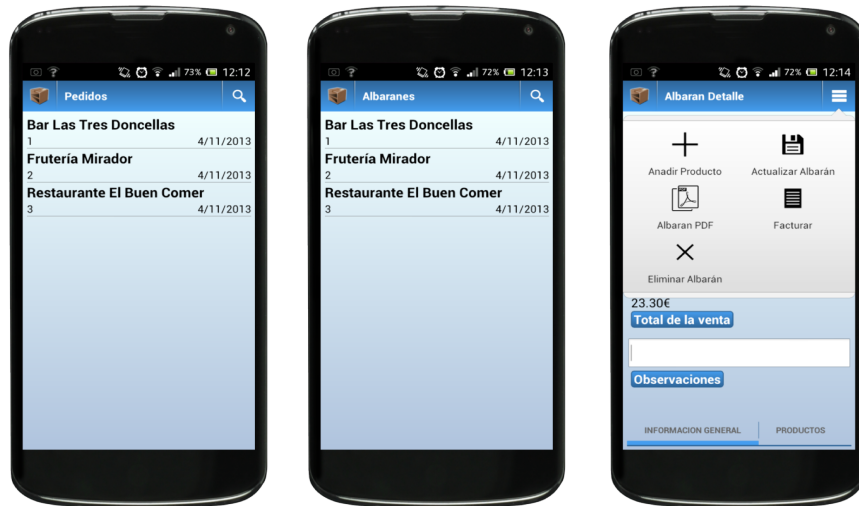 73% 12:12
Pedidos
Bar Las Tres Doncellas
1 4/11/2013
Frutería Mirador
2 4/11/2013
Restaurante El Buen Comer
3 4/11/2013
72% 12:13
Albaranes
Bar Las Tres Doncellas
1 4/11/2013
Frutería Mirador
2 4/11/2013
Restaurante El Buen Comer
3 4/11/2013
72% 12:14
Albaran Detalle
Anadir Producto Actualizar Albarán
Albaran PDF Facturar
Eliminar Albarán
23.30€
Total de la venta
Observaciones
INFORMACION GENERAL PRODUCTOS